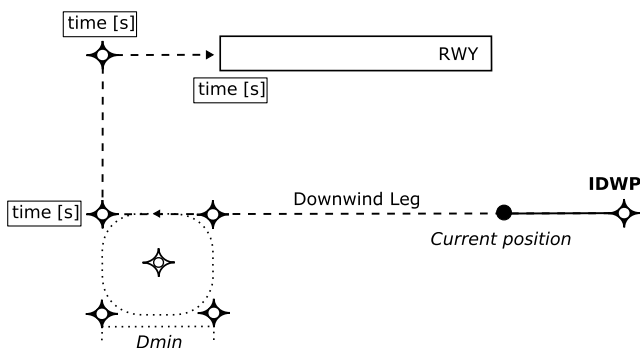 time [s]
RWY
time [s]
IDWP
Downwind Leg
time [s]
Current position
Dmin